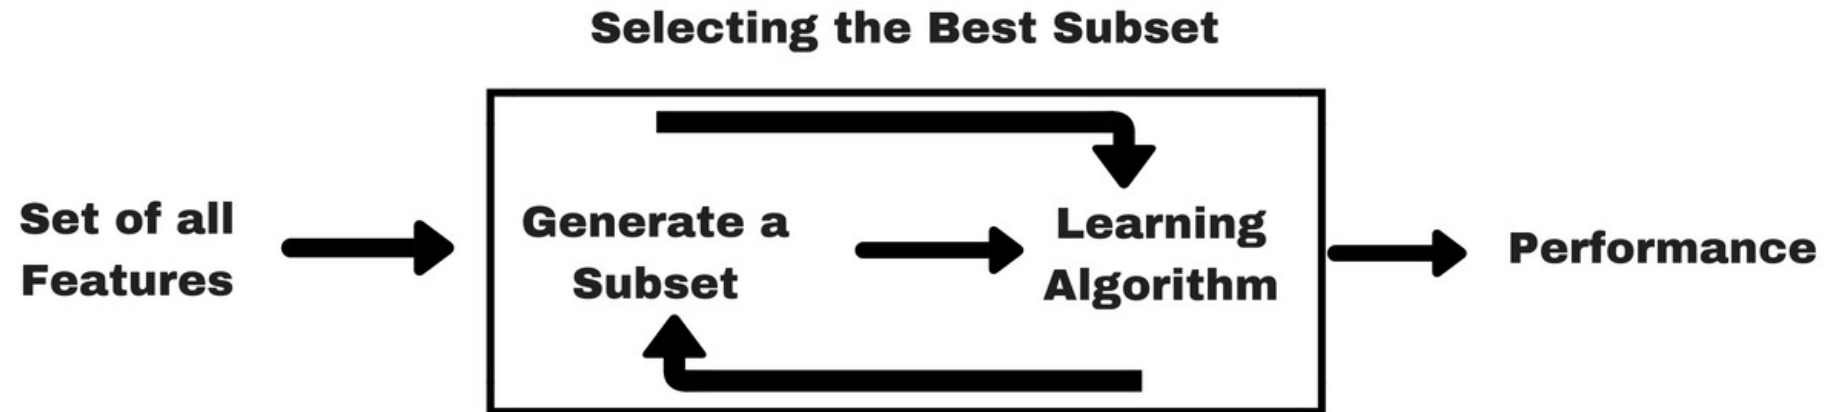 Selecting the Best Subset
Set of all
Features
Generate a
Subset
Learning
Algorithm
Performance